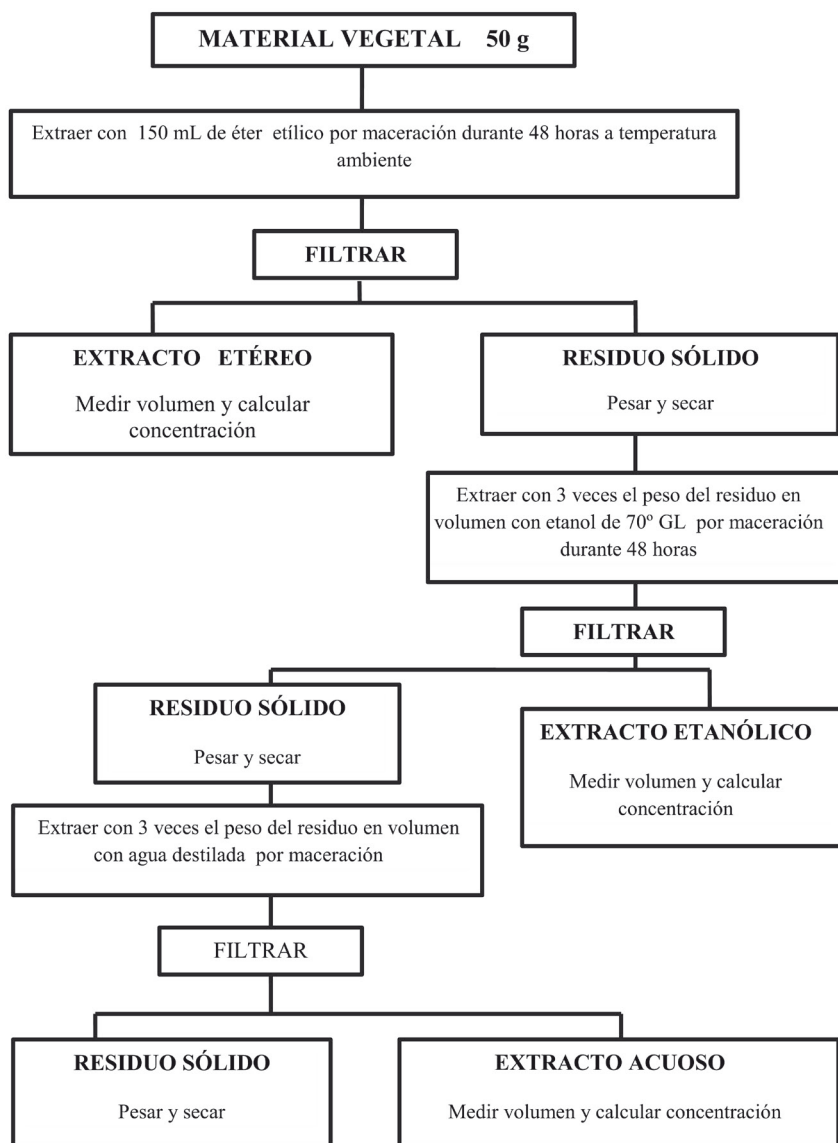 MATERIAL VEGETAL 50 g
Extraer con 150 mL de éter etílico por maceración durante 48 horas a temperatura
ambiente
FILTRAR
EXTRACTO ETÉREO
Medir volumen y calcular
concentración
RESIDUO SÓLIDO
Pesar y secar
Extraer con 3 veces el peso del residuo en
volumen con etanol de 70º GL por maceración
durante 48 horas
FILTRAR
RESIDUO SÓLIDO
Pesar y secar
EXTRACTO ETANÓLICO
Medir volumen y calcular
concentración
Extraer con 3 veces el peso del residuo en volumen
con agua destilada por maceración
FILTRAR
RESIDUO SÓLIDO
Pesar y secar
EXTRACTO ACUOSO
Medir volumen y calcular concentración